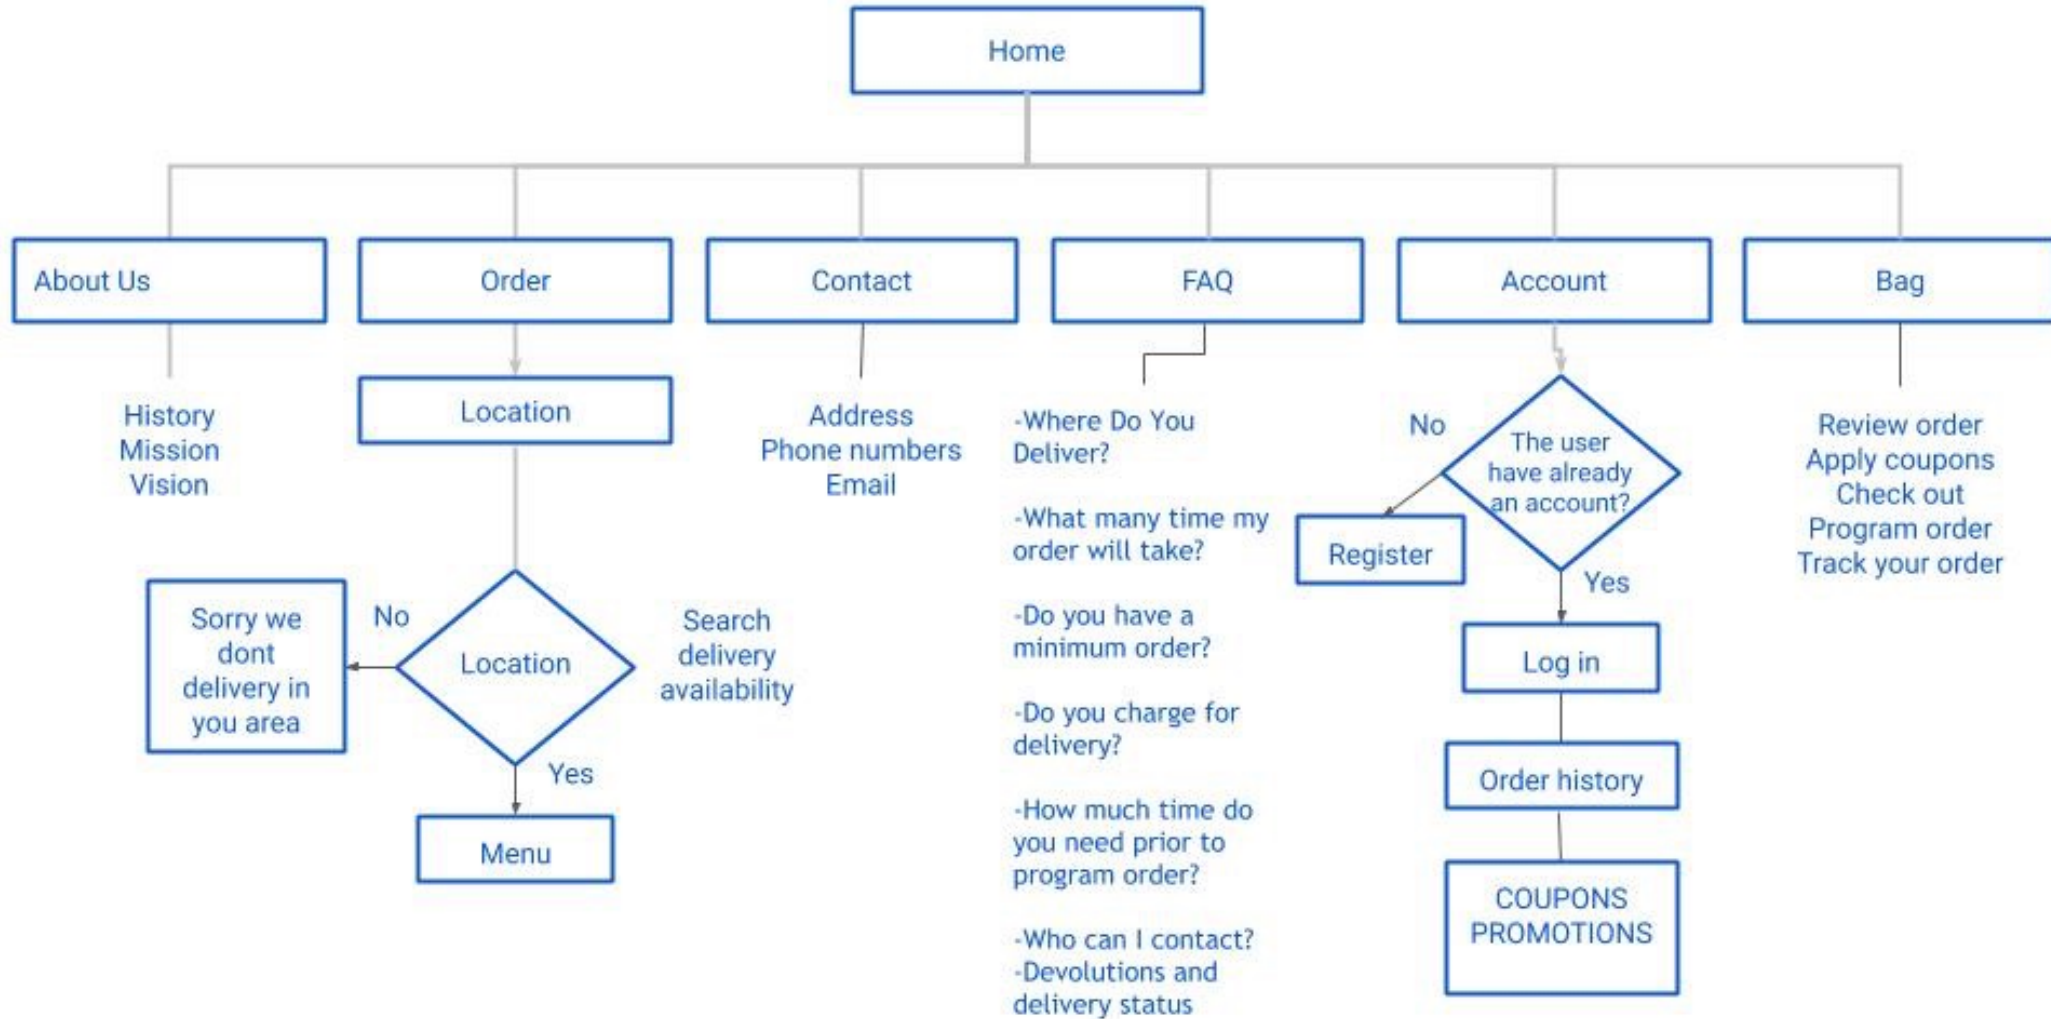 Home
About Us
Order
Contact
FAQ
Account
Bag
History
Mission
Vision
Location
No
Location
Search
delivery
availability
Sorry we
dont
delivery in
you area
Yes
Menu
Address
Phone numbers
Email
-Where Do You
Deliver?
-What many time my
order will take?
-Do you have a
minimum order?
-Do you charge for
delivery?
-How much time do
you need prior to
program order?
-Who can I contact?
-Devolutions and
delivery status
No
The user
have already
an account?
Register
Yes
Log in
Order history
COUPONS
PROMOTIONS
Review order
Apply coupons
Check out
Program order
Track your order